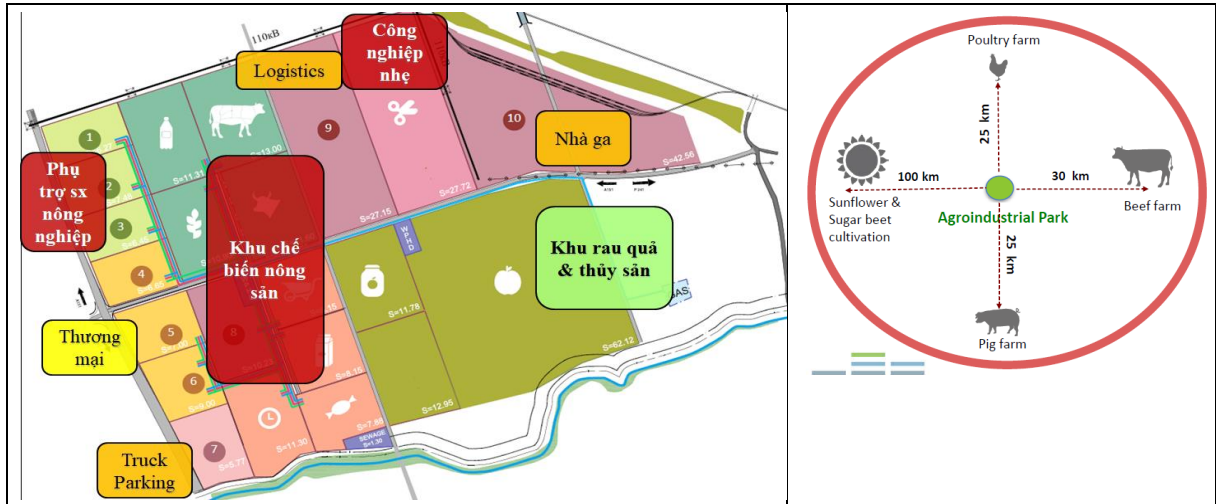 110кВ
Công
nghiệp
nhẹ
Logistics
1
2
3
4
5
6
7
8
9
10
S=13.00
S=11.31
S=42.56
S=27.72
S=27.15
Nhà ga
Phụ
trợ sx
nông
nghiệp
Khu chế
biến nông
sản
Khu rau quả
& thủy sản
Thương
mại
Truck
Parking
S=11.78
S=62.12
S=8.15
S=9.00
S=12.95
S=11.30
S=5.77
SEWAGE
S=1.30
Poultry farm
25 km
100 km
30 km
Sunflower &
Sugar beet
cultivation
Agroindustrial Park
Beef farm
25 km
Pig farm